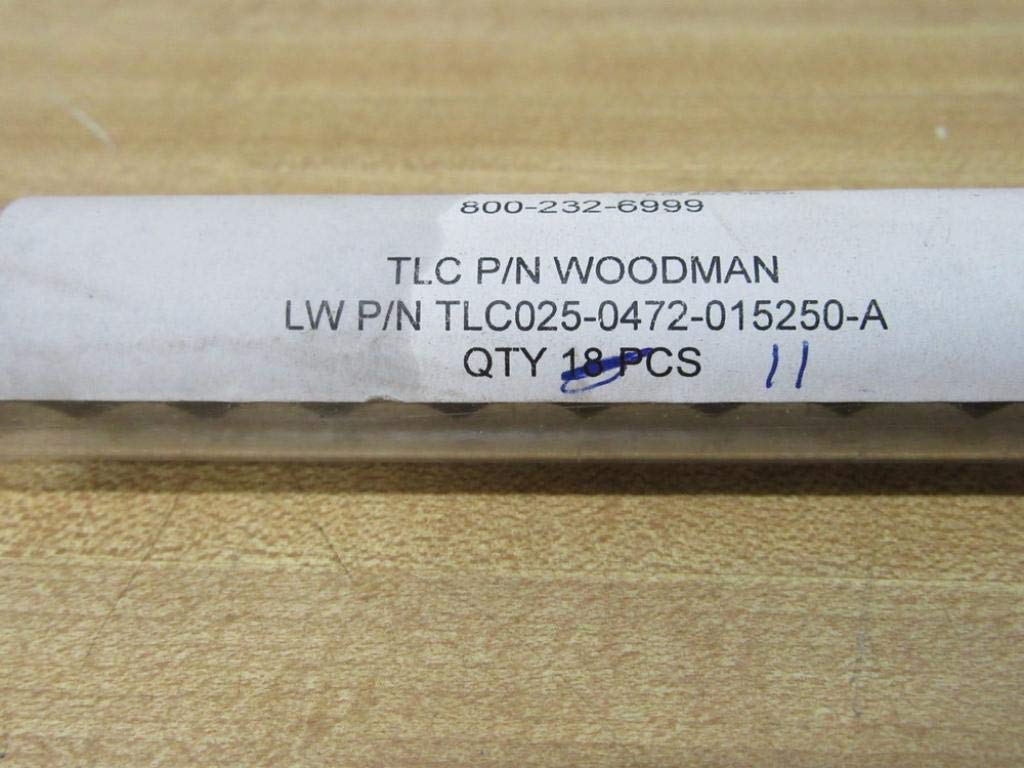 800-232-6999
TLC P/N WOODMAN
LW P/N TLC025-0472-015250-A
QTY 18 PCS 11